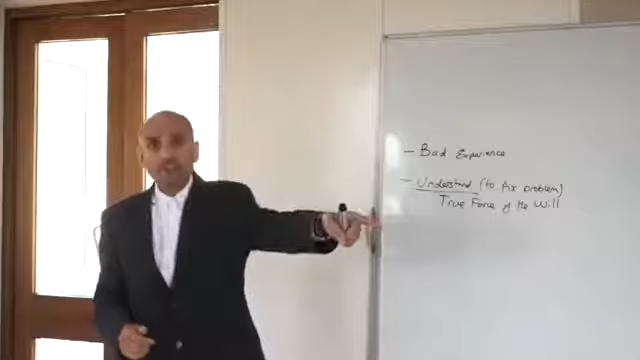 - Bad Experience
- Understand (to fix problem)
True Force of the Will